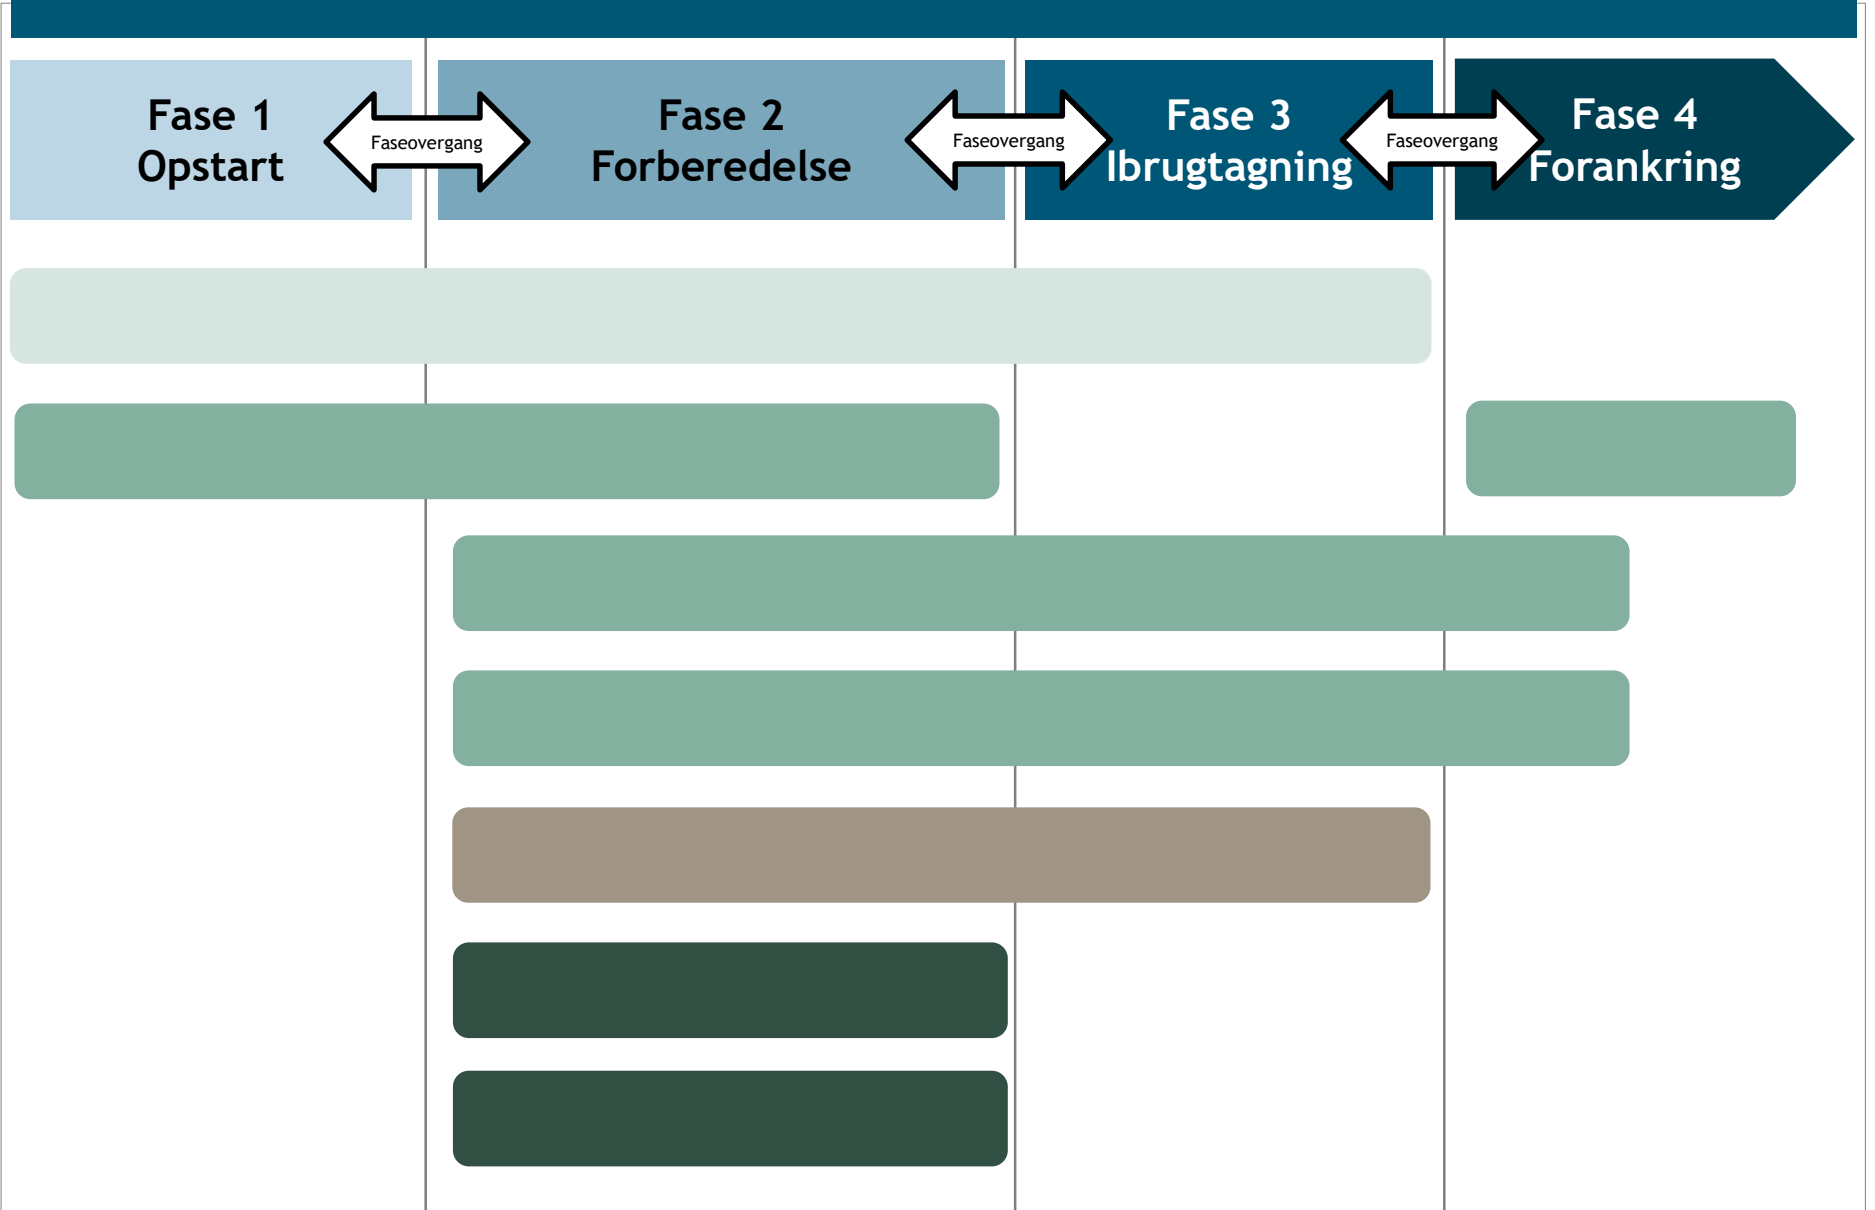 Fase 1
Opstart
Faseovergang
Fase 2
Forberedelse
Faseovergang
Fase 3
Ibrugtagning
Faseovergang
Fase 4
Forankring